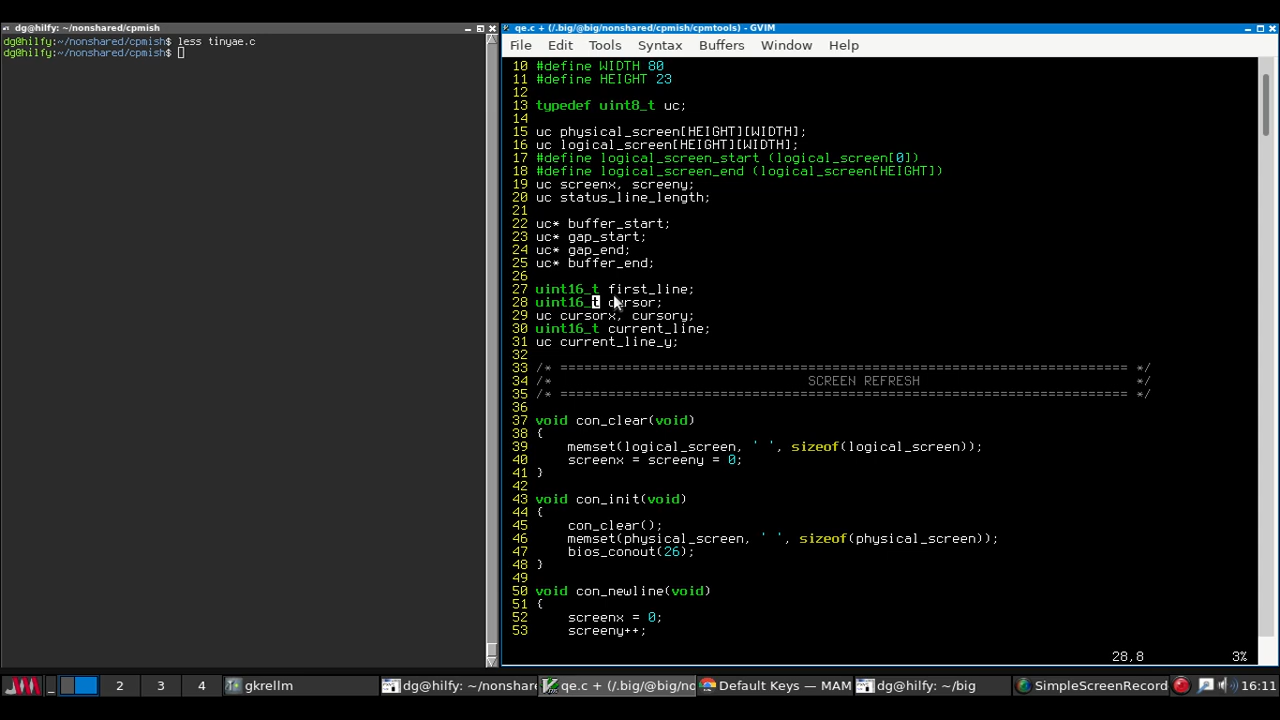 dg@hilfy: ~/nonshared/cpmish
dg@hilfy:~/nonshared/cpmish$ less tinyae.c
dg@hilfy:~/nonshared/cpmish$
qe.c + (/.big/@big/nonshared/cpmish/cpmtools) - GVIM
File Edit Tools Syntax Buffers Window Help
10 #define WIDTH 80
11 #define HEIGHT 23
12
13 typedef uint8_t uc;
14
15 uc physical_screen[HEIGHT][WIDTH];
16 uc logical_screen[HEIGHT][WIDTH];
17 #define logical_screen_start (logical_screen[0])
18 #define logical_screen_end (logical_screen[HEIGHT])
19 uc screenx, screeny;
20 uc status_line_length;
21
22 uc* buffer_start;
23 uc* gap_start;
24 uc* gap_end;
25 uc* buffer_end;
26
27 uint16_t first_line;
28 uint16_t cursor;
29 uc cursorx, cursory;
30 uint16_t current_line;
31 uc current_line_y;
32
33 /* ======================================================================= */
34 /*                                SCREEN REFRESH                           */
35 /* ======================================================================= */
36
37 void con_clear(void)
38 {
39     memset(logical_screen, ' ', sizeof(logical_screen));
40     screenx = screeny = 0;
41 }
42
43 void con_init(void)
44 {
45     con_clear();
46     memset(physical_screen, ' ', sizeof(physical_screen));
47     bios_conout(26);
48 }
49
50 void con_newline(void)
51 {
52     screenx = 0;
53     screeny++;
28,8 3%
2 3 4 gkrellm dg@hilfy: ~/nonshar qe.c + (/.big/@big/no Default Keys — MAM dg@hilfy: ~/big SimpleScreenRecord 16:11